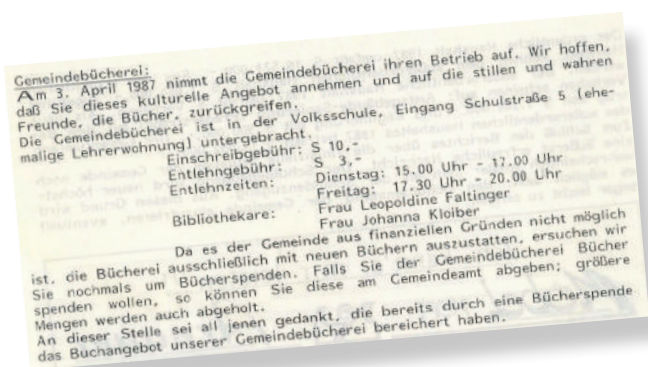 Gemeindebücherei:
Am 3. April 1987 nimmt die Gemeindebücherei ihren Betrieb auf. Wir hoffen,
daß Sie dieses kulturelle Angebot annehmen und auf die stillen und wahren
Freunde, die Bücher, zurückgreifen.
Die Gemeindebücherei ist in der Volksschule, Eingang Schulstraße 5 (ehe-
malige Lehrerwohnung) untergebracht.
Einschreibgebühr: S 10,-
Entlehngebühr: S 3,-
Entlehnzeiten: Dienstag: 15.00 Uhr - 17.00 Uhr
Freitag: 17.30 Uhr - 20.00 Uhr
Bibliothekare: Frau Leopoldine Faltinger
Frau Johanna Kloiber
Da es der Gemeinde aus finanziellen Gründen nicht möglich
ist, die Bücherei ausschließlich mit neuen Büchern auszustatten, ersuchen wir
Sie nochmals um Bücherspenden. Falls Sie der Gemeindebücherei Bücher
spenden wollen, so können Sie diese am Gemeindeamt abgeben; größere
Mengen werden auch abgeholt.
An dieser Stelle sei all jenen gedankt, die bereits durch eine Bücherspende
das Buchangebot unserer Gemeindebücherei bereichert haben.